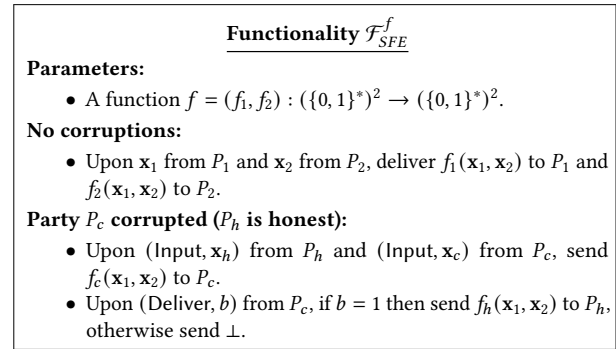 Functionality $\mathcal{F}_{SFE}^{f}$
Parameters:
• A function $f = (f_1, f_2) : (\{0, 1\}^*)^2 \to (\{0, 1\}^*)^2$.
No corruptions:
• Upon $\mathbf{x}_1$ from $P_1$ and $\mathbf{x}_2$ from $P_2$, deliver $f_1(\mathbf{x}_1, \mathbf{x}_2)$ to $P_1$ and
$f_2(\mathbf{x}_1, \mathbf{x}_2)$ to $P_2$.
Party $P_c$ corrupted ($P_h$ is honest):
• Upon (Input, $\mathbf{x}_h$) from $P_h$ and (Input, $\mathbf{x}_c$) from $P_c$, send
$f_c(\mathbf{x}_1, \mathbf{x}_2)$ to $P_c$.
• Upon (Deliver, $b$) from $P_c$, if $b = 1$ then send $f_h(\mathbf{x}_1, \mathbf{x}_2)$ to $P_h$,
otherwise send $\bot$.